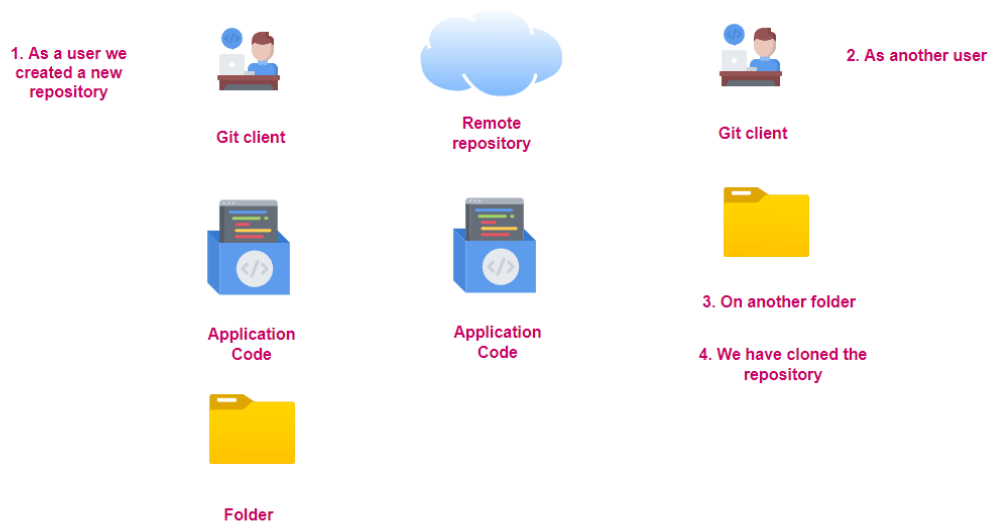 1. As a user we
created a new
repository
Git client
Remote
repository
2. As another user
Git client
Application
Code
Application
Code
3. On another folder
4. We have cloned the
repository
Folder